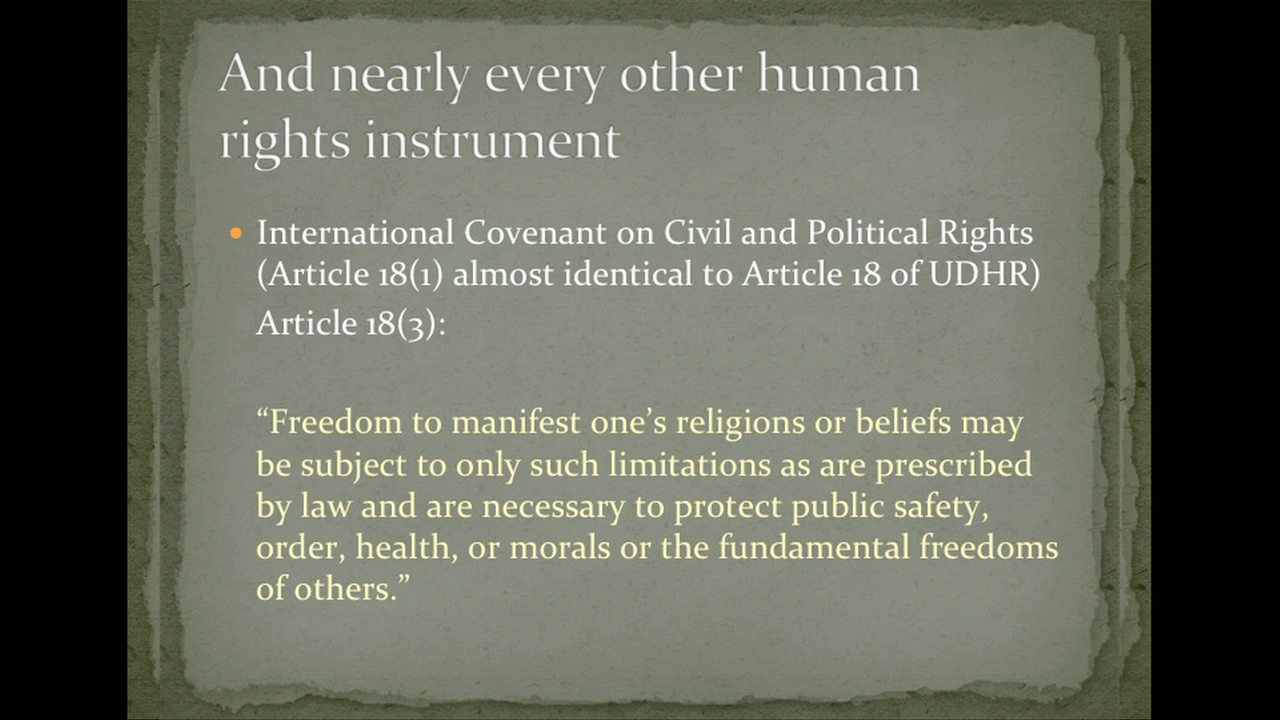 And nearly every other human
rights instrument
• International Covenant on Civil and Political Rights
(Article 18(1) almost identical to Article 18 of UDHR)
Article 18(3):
“Freedom to manifest one’s religions or beliefs may
be subject to only such limitations as are prescribed
by law and are necessary to protect public safety,
order, health, or morals or the fundamental freedoms
of others.”